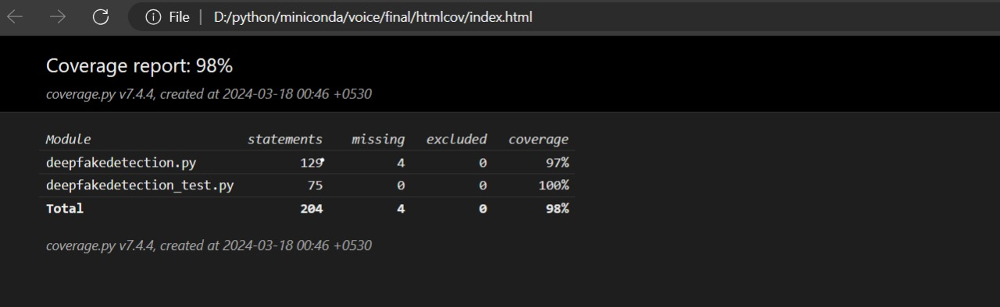 File | D:/python/miniconda/voice/final/htmlcov/index.html
Coverage report: 98%
coverage.py v7.4.4, created at 2024-03-18 00:46 +0530
Module statements missing excluded coverage
deepfakedetection.py 129 4 0 97%
deepfakedetection_test.py 75 0 0 100%
Total 204 4 0 98%
coverage.py v7.4.4, created at 2024-03-18 00:46 +0530